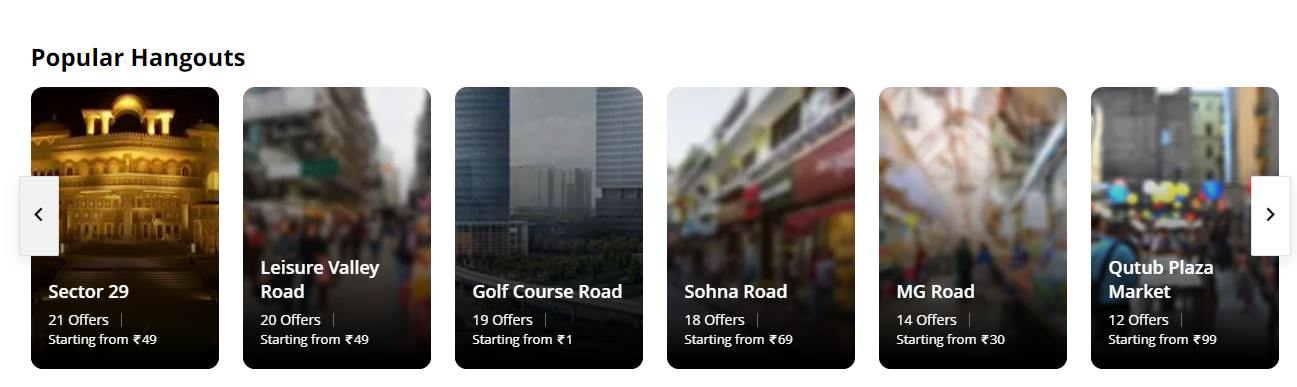 Popular Hangouts
Sector 29
21 Offers
Starting from ₹49
Leisure Valley
Road
20 Offers
Starting from ₹49
Golf Course Road
19 Offers
Starting from ₹1
Sohna Road
18 Offers
Starting from ₹69
MG Road
14 Offers
Starting from ₹30
Qutub Plaza
Market
12 Offers
Starting from ₹99